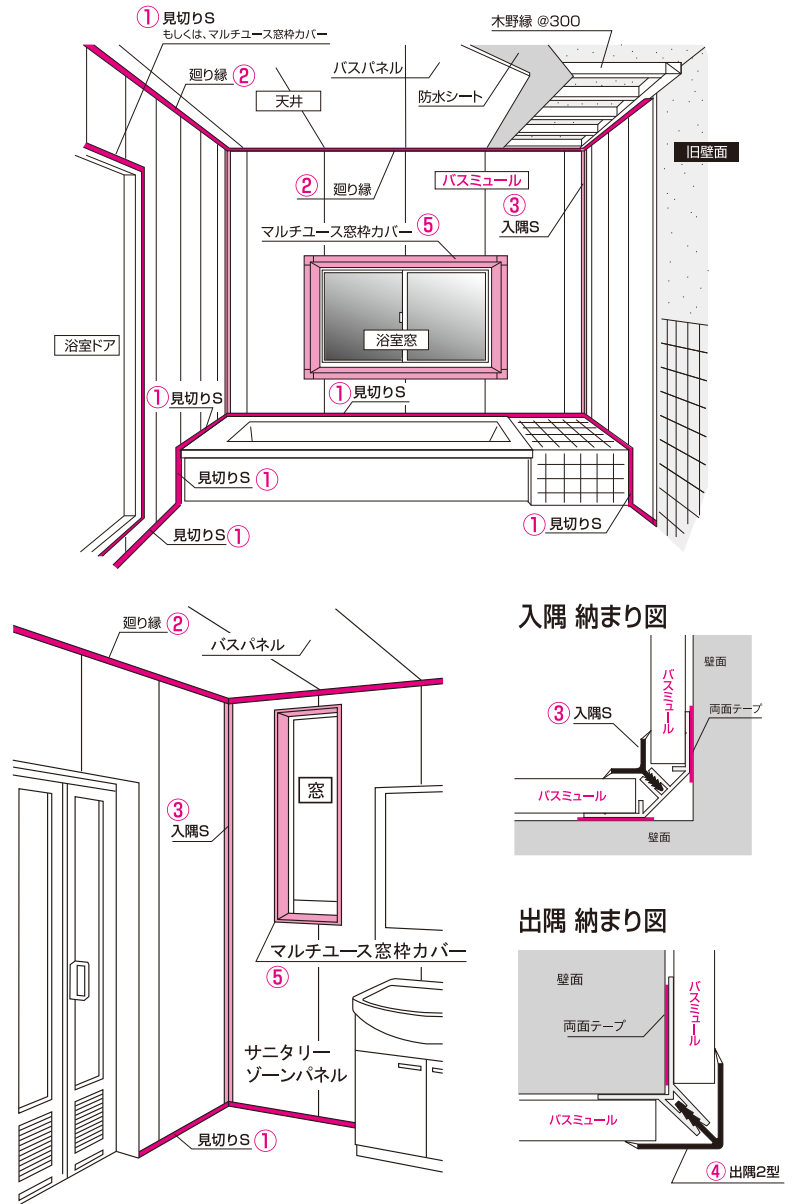 ① 見切りS
もしくは、マルチユース窓枠カバー
木野縁 @300
廻り縁 ②
バスパネル
天井
防水シート
旧壁面
② 廻り縁
バスミュール
③
入隅S
マルチユース窓枠カバー ⑤
浴室窓
浴室ドア
① 見切りS
① 見切りS
見切りS ①
① 見切りS
見切りS ①
廻り縁 ②
バスパネル
窓
③
入隅S
マルチユース窓枠カバー
⑤
サニタリー
ゾーンパネル
見切りS ①
入隅 納まり図
壁面
バスミュール
両面テープ
③ 入隅S
バスミュール
壁面
出隅 納まり図
壁面
バスミュール
両面テープ
バスミュール
④ 出隅2型